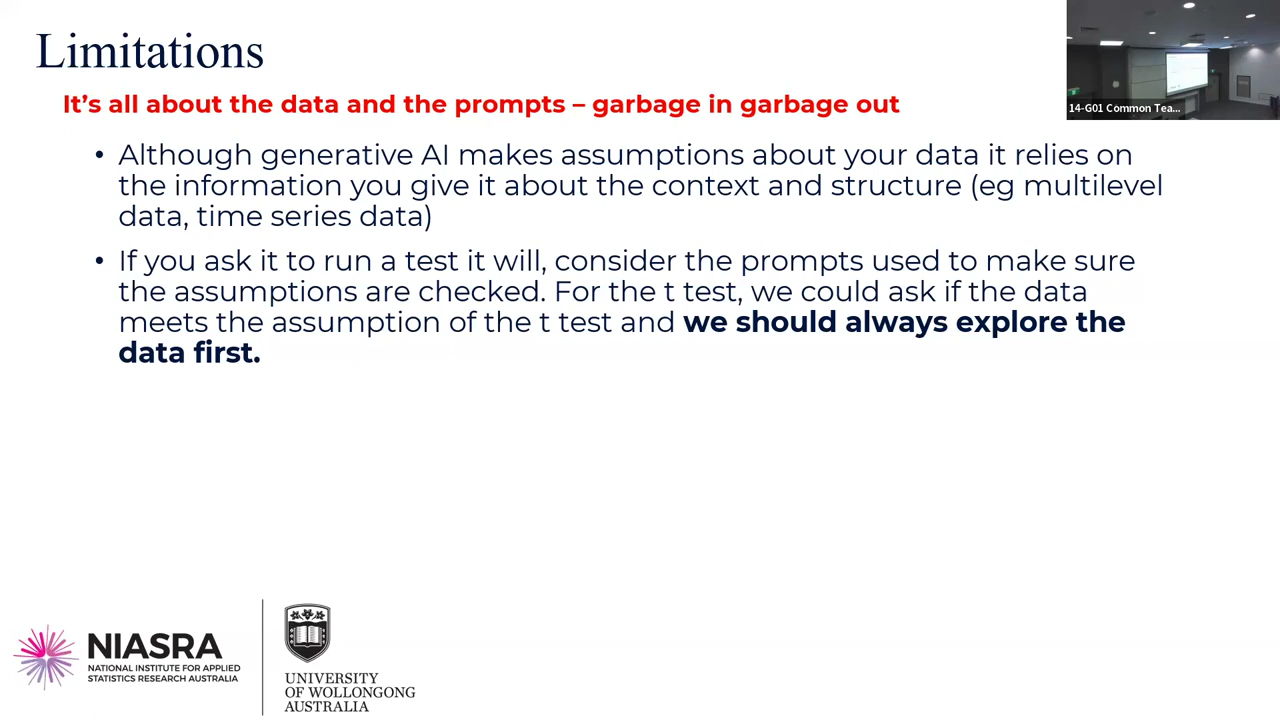 Limitations
14-G01 Common Tea...
It's all about the data and the prompts – garbage in garbage out
• Although generative AI makes assumptions about your data it relies on
the information you give it about the context and structure (eg multilevel
data, time series data)
• If you ask it to run a test it will, consider the prompts used to make sure
the assumptions are checked. For the t test, we could ask if the data
meets the assumption of the t test and we should always explore the
data first.
NIASRA
NATIONAL INSTITUTE FOR APPLIED
STATISTICS RESEARCH AUSTRALIA
UNIVERSITY
OF WOLLONGONG
AUSTRALIA